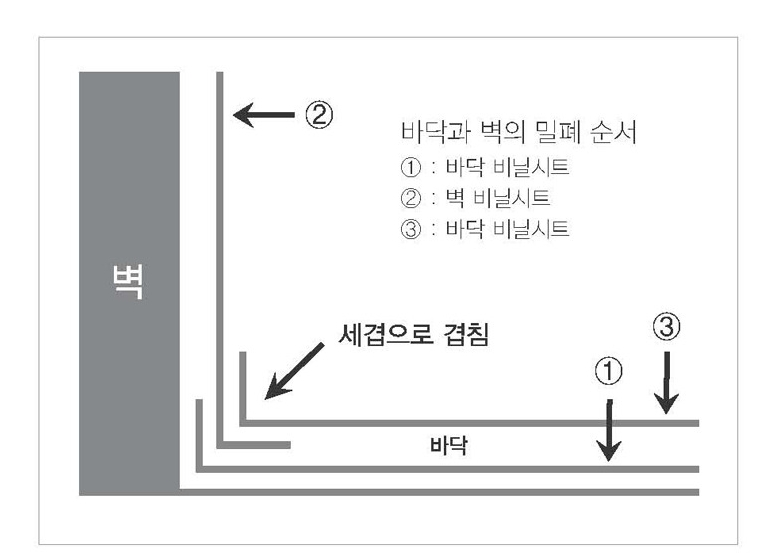 ②
바닥과 벽의 밀폐 순서
① : 바닥 비닐시트
② : 벽 비닐시트
③ : 바닥 비닐시트
벽
세겹으로 겹침
③
①
바닥